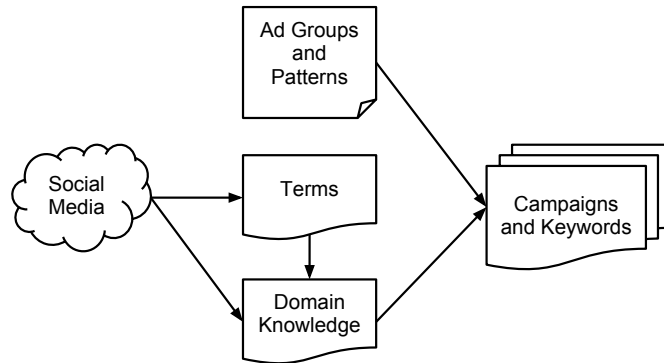 Ad Groups
and
Patterns
Social
Media
Terms
Campaigns
and Keywords
Domain
Knowledge